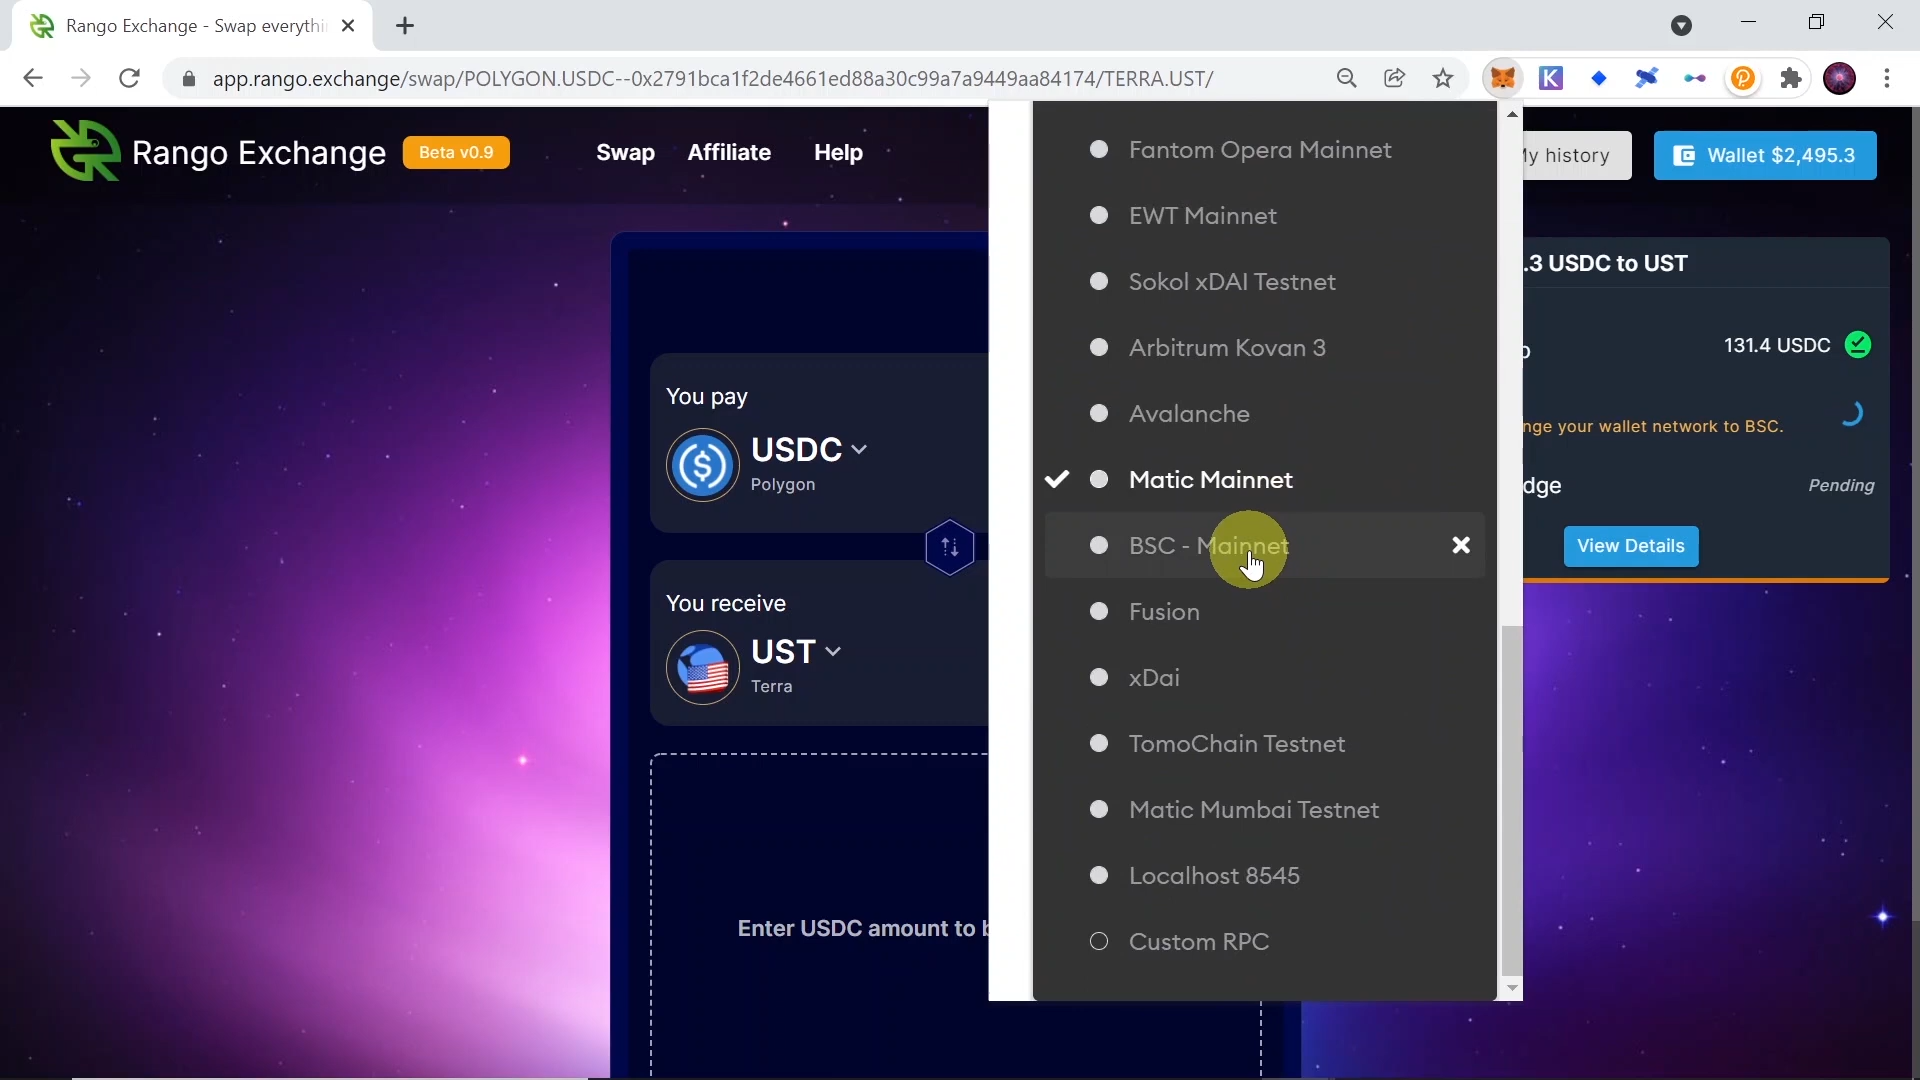 Rango Exchange - Swap everythi
app.rango.exchange/swap/POLYGON.USDC--0x2791bca1f2de4661ed88a30c99a7a9449aa84174/TERRA.UST/
Rango Exchange
Beta v0.9
Swap
Affiliate
Help
My history
Wallet $2,495.3
You pay
USDC
Polygon
You receive
UST
Terra
Enter USDC amount to b
Fantom Opera Mainnet
EWT Mainnet
Sokol xDAI Testnet
Arbitrum Kovan 3
Avalanche
Matic Mainnet
BSC - Mainnet
Fusion
xDai
TomoChain Testnet
Matic Mumbai Testnet
Localhost 8545
Custom RPC
.3 USDC to UST
131.4 USDC
nge your wallet network to BSC.
dge
Pending
View Details